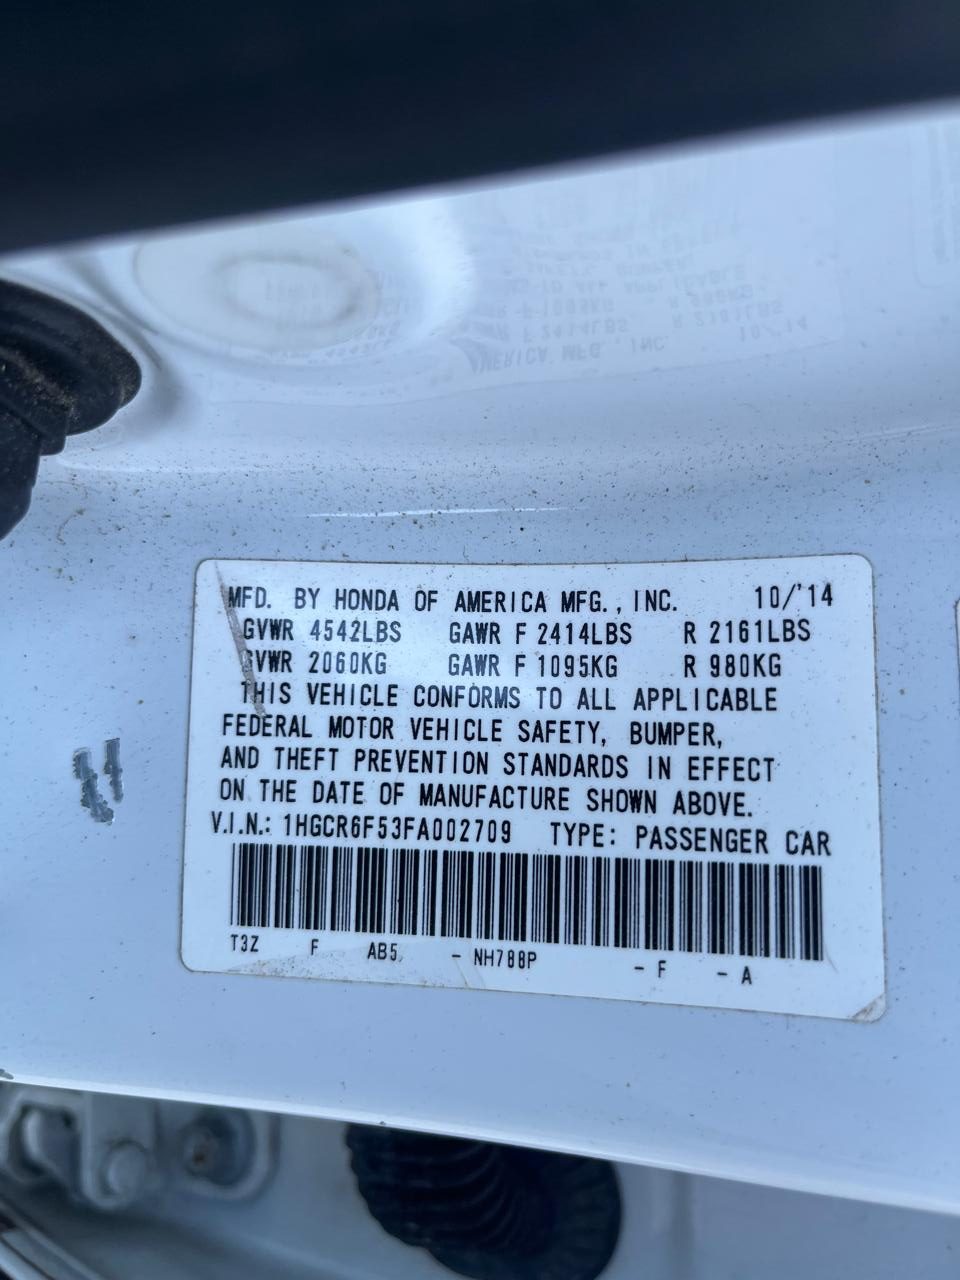 MFD. BY HONDA OF AMERICA MFG., INC. 10/'14
GVWR 4542LBS GAWR F 2414LBS R 2161LBS
GVWR 2060KG GAWR F 1095KG R 980KG
THIS VEHICLE CONFORMS TO ALL APPLICABLE
FEDERAL MOTOR VEHICLE SAFETY, BUMPER,
AND THEFT PREVENTION STANDARDS IN EFFECT
ON THE DATE OF MANUFACTURE SHOWN ABOVE.
V.I.N.: 1HGCR6F53FA002709 TYPE: PASSENGER CAR
T3Z F AB5 - NH788P - F - A